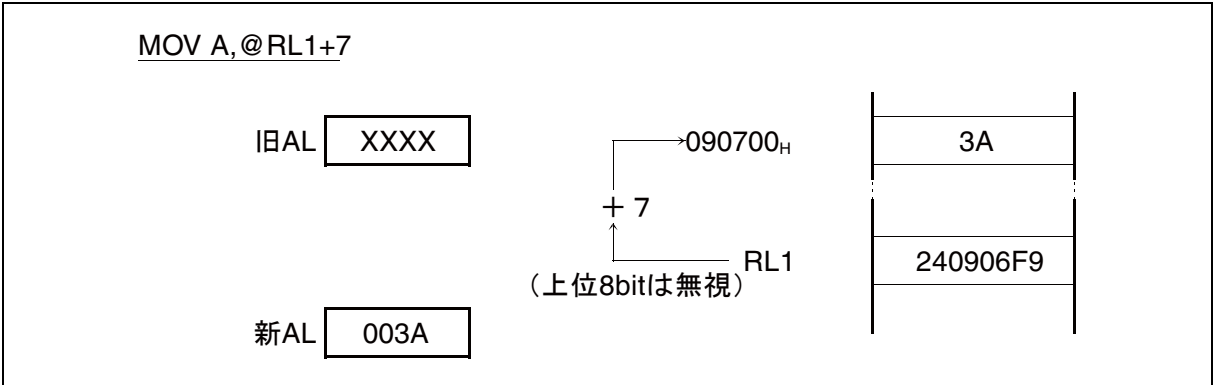 MOV A,@RL1+7
旧AL XXXX 090700H 3A
+ 7
RL1 240906F9
（上位8bitは無視）
新AL 003A